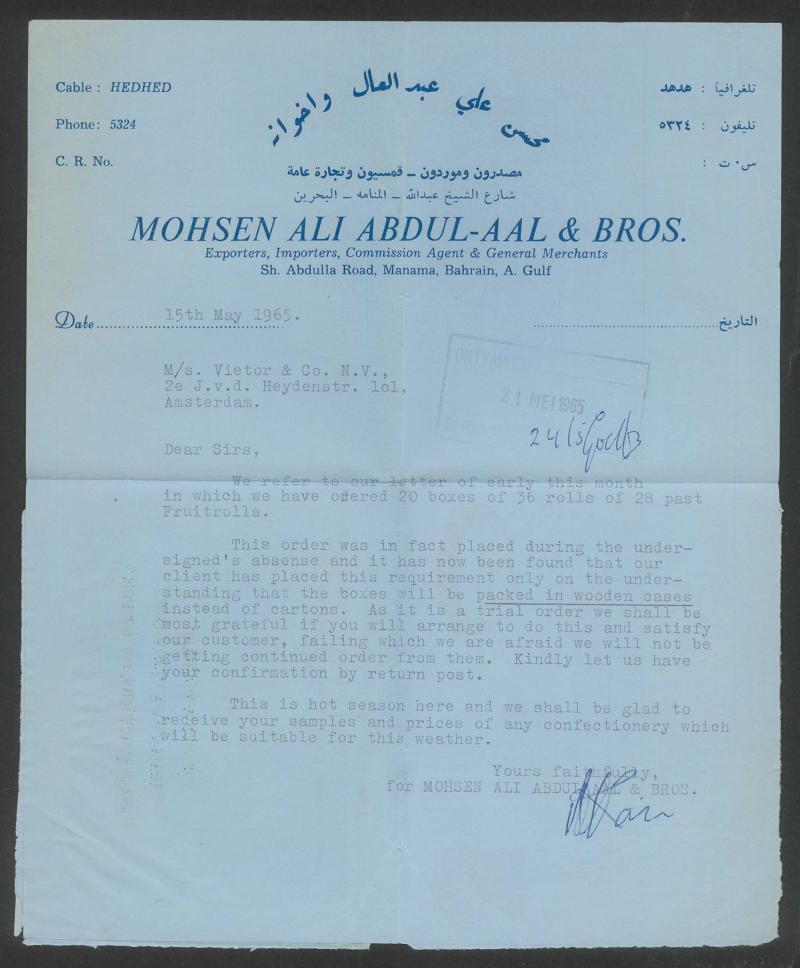 Cable : HEDHED
تلغرافياً : هدهد
Phone: 5324
تليفون : ٥٣٢٤
C. R. No.
س٠ت :
محسن علي عبد العال واخوانه
مصدرون وموردون ــ قمسيون وتجارة عامة
شارع الشيخ عبدالله ــ المنامه ــ البحرين
MOHSEN ALI ABDUL-AAL & BROS.
Exporters, Importers, Commission Agent & General Merchants
Sh. Abdulla Road, Manama, Bahrain, A. Gulf
Date 15th May 1965.
التاريخ
M/s. Vietor & Co. N.V.,
2e J.v.d. Heydenstr. lol,
Amsterdam.
ONTVANGEN
21 MEI 1965
Dear Sirs,
We refer to our letter of early this month
in which we have odered 20 boxes of 36 rolls of 28 past
Fruitrolls.
This order was in fact placed during the under-
signed's absense and it has now been found that our
client has placed this requirement only on the under-
standing that the boxes will be packed in wooden cases
instead of cartons. As it is a trial order we shall be
most grateful if you will arrange to do this and satisfy
our customer, failing which we are afraid we will not be
getting continued order from them. Kindly let us have
your confirmation by return post.
This is hot season here and we shall be glad to
receive your samples and prices of any confectionery which
will be suitable for this weather.
Yours faithfully,
for MOHSEN ALI ABDUL-AAL & BROS.